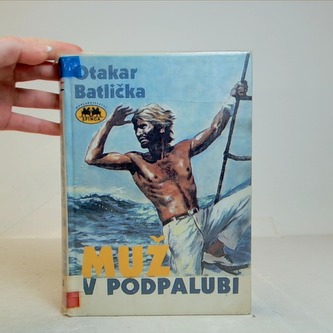 Otakar
Batlička
MUŽ
V PODPALUBI